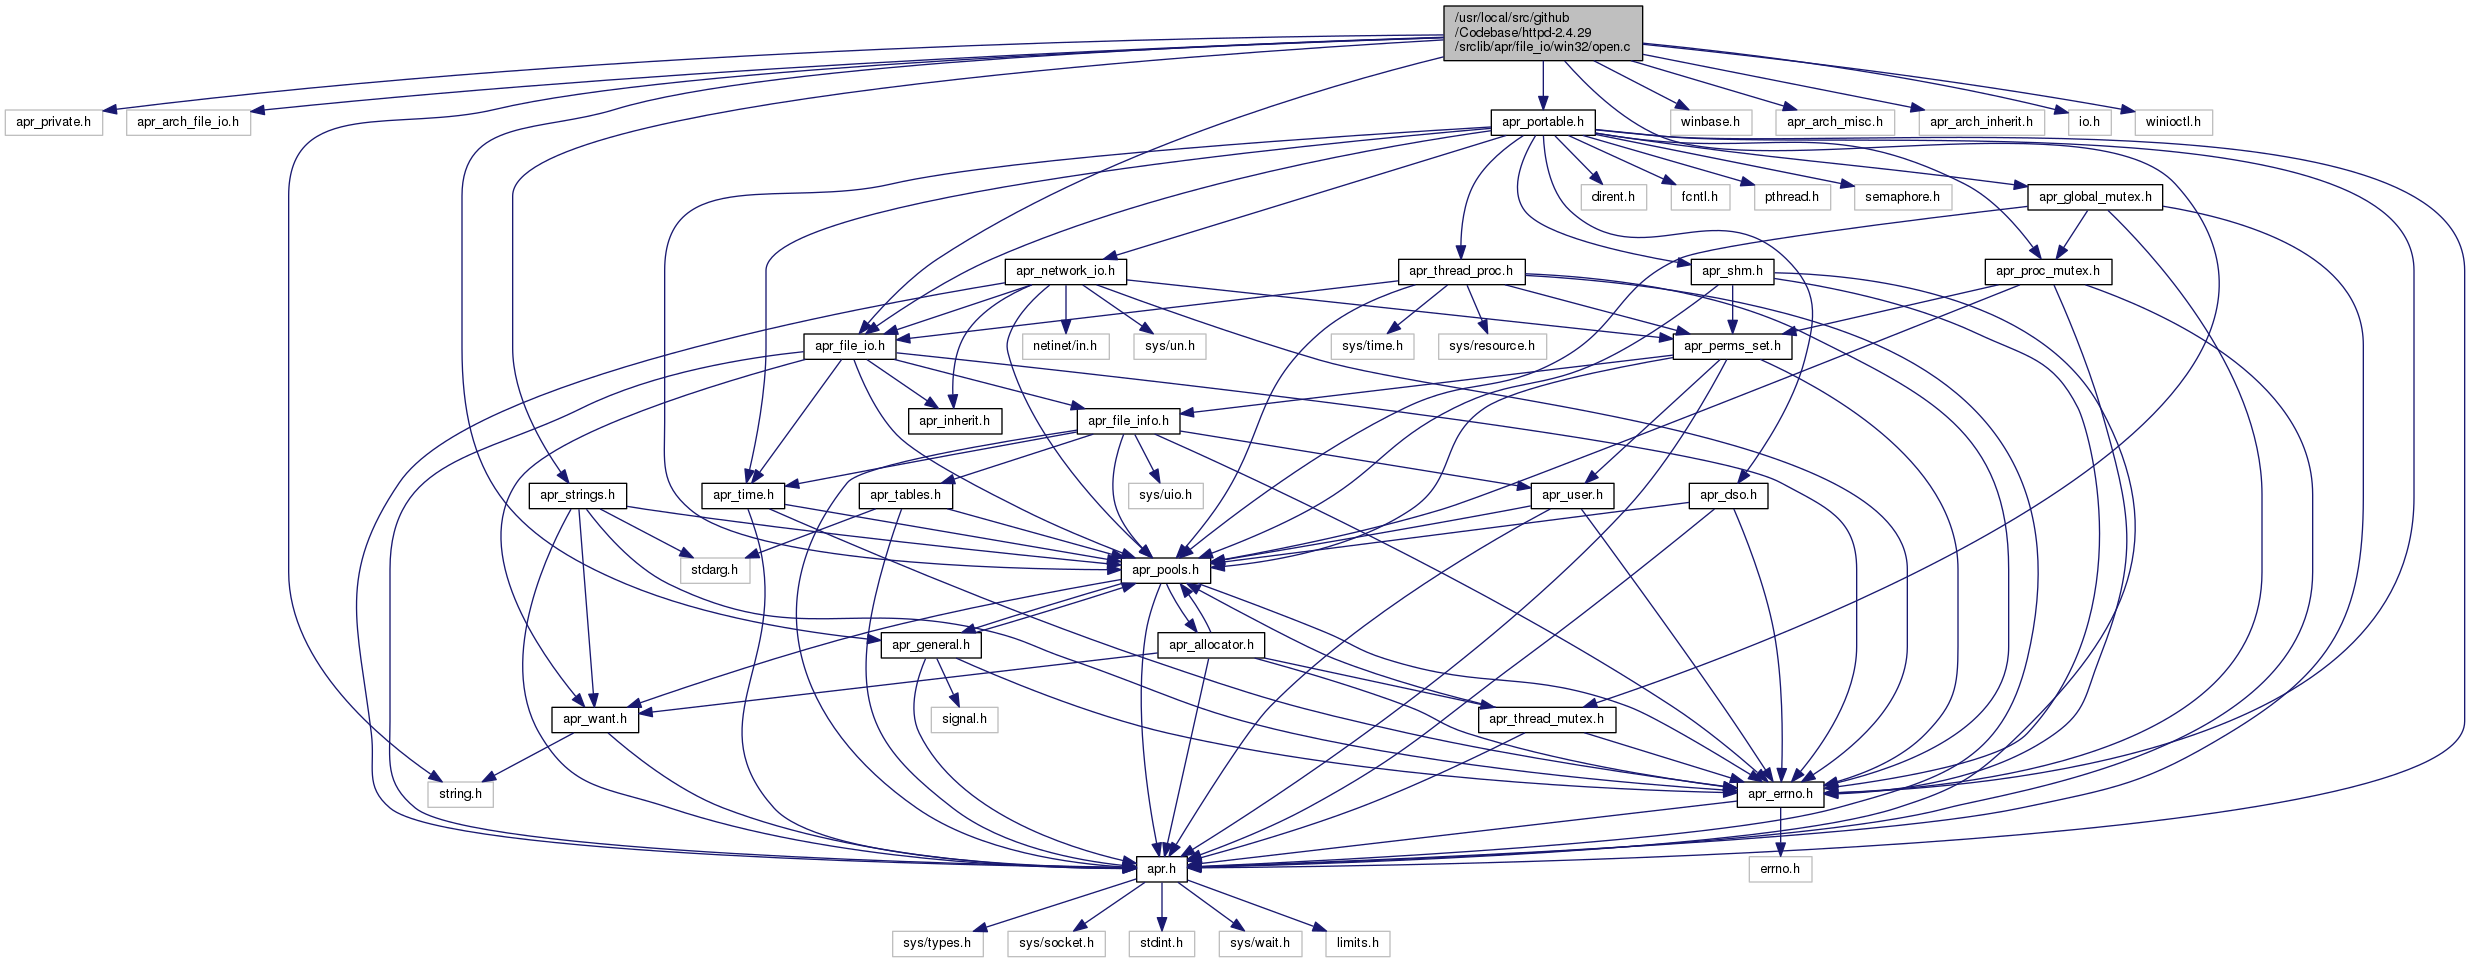 /usr/local/src/github
/Codebase/httpd-2.4.29
/srclib/apr/file_io/win32/open.c
apr_private.h
apr_arch_file_io.h
apr_portable.h
winbase.h
apr_arch_misc.h
apr_arch_inherit.h
io.h
winioctl.h
dirent.h
fcntl.h
pthread.h
semaphore.h
apr_global_mutex.h
apr_network_io.h
apr_thread_proc.h
apr_shm.h
apr_proc_mutex.h
apr_file_io.h
netinet/in.h
sys/un.h
sys/time.h
sys/resource.h
apr_perms_set.h
apr_inherit.h
apr_file_info.h
apr_strings.h
apr_time.h
apr_tables.h
sys/uio.h
apr_user.h
apr_dso.h
stdarg.h
apr_pools.h
apr_general.h
apr_allocator.h
apr_want.h
signal.h
apr_thread_mutex.h
string.h
apr_errno.h
apr.h
errno.h
sys/types.h
sys/socket.h
stdint.h
sys/wait.h
limits.h